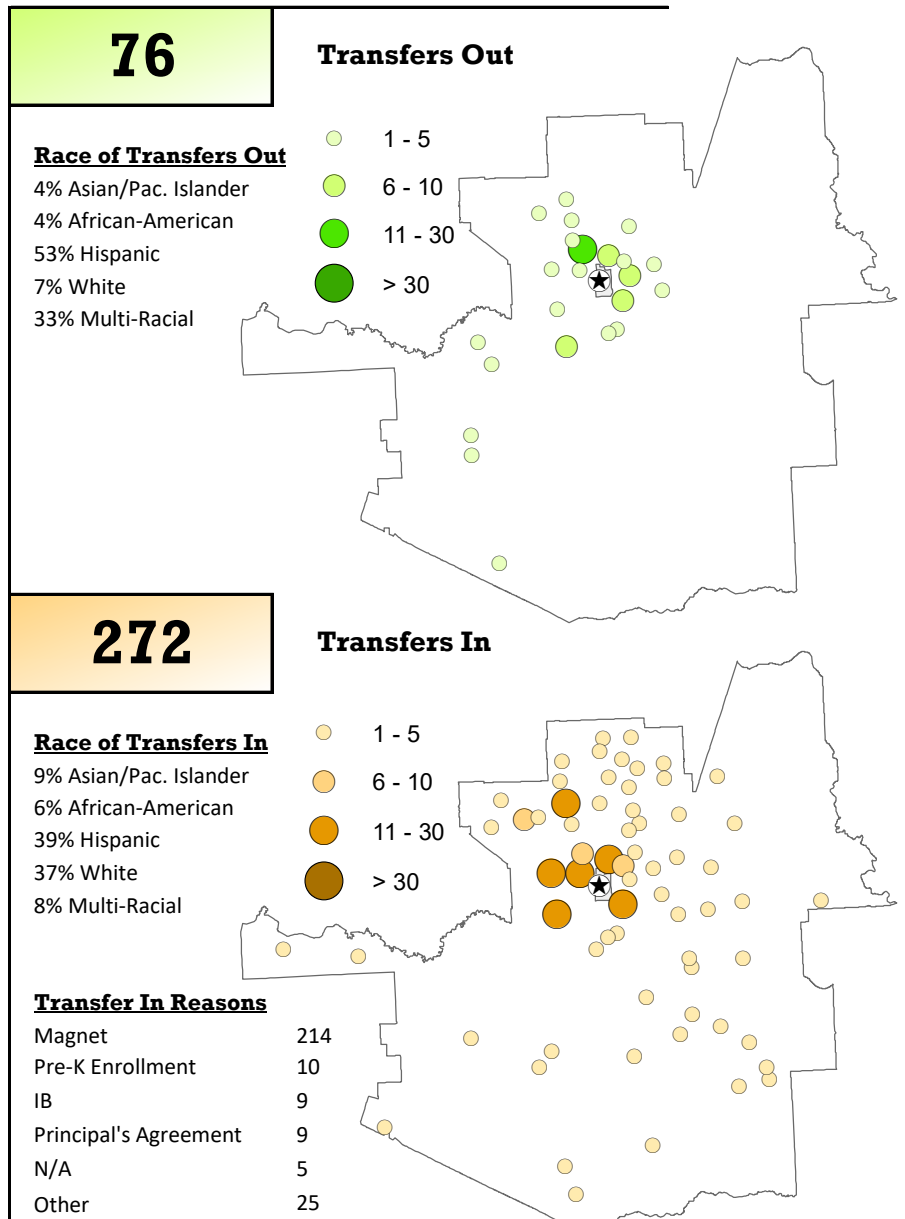 76
Transfers Out
Race of Transfers Out
4% Asian/Pac. Islander
4% African-American
53% Hispanic
7% White
33% Multi-Racial
1 - 5
6 - 10
11 - 30
> 30
272
Transfers In
Race of Transfers In
9% Asian/Pac. Islander
6% African-American
39% Hispanic
37% White
8% Multi-Racial
1 - 5
6 - 10
11 - 30
> 30
Transfer In Reasons
Magnet 214
Pre-K Enrollment 10
IB 9
Principal's Agreement 9
N/A 5
Other 25